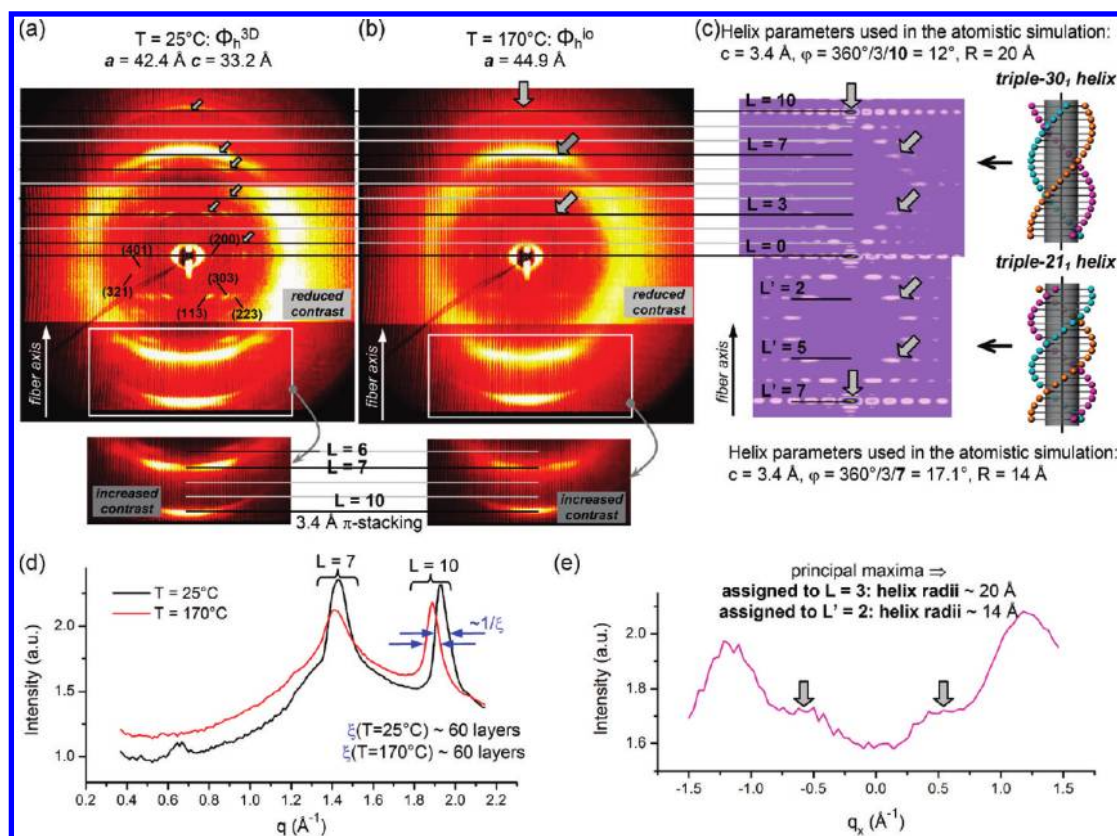 (a)
T = 25°C: Φh3D
a = 42.4 Å c = 33.2 Å
(401)
(200)
(321)
(303)
(113)
(223)
reduced contrast
fiber axis
(b)
T = 170°C: Φhio
a = 44.9 Å
reduced contrast
fiber axis
(c)
Helix parameters used in the atomistic simulation:
c = 3.4 Å, φ = 360°/3/10 = 12°, R = 20 Å
L = 10
L = 7
L = 3
L = 0
L' = 2
L' = 5
L' = 7
fiber axis
triple-30₁ helix
triple-21₁ helix
Helix parameters used in the atomistic simulation:
c = 3.4 Å, φ = 360°/3/7 = 17.1°, R = 14 Å
increased contrast
L = 6
L = 7
L = 10
3.4 Å π-stacking
increased contrast
(d)
L = 7
L = 10
T = 25°C
T = 170°C
~1/ξ
ξ(T=25°C) ~ 60 layers
ξ(T=170°C) ~ 60 layers
Intensity (a.u.)
2.0
1.5
1.0
0.2
0.4
0.6
0.8
1.0
1.2
1.4
1.6
1.8
2.0
2.2
q (Å⁻¹)
(e)
principal maxima ⇒
assigned to L = 3: helix radii ~ 20 Å
assigned to L' = 2: helix radii ~ 14 Å
Intensity (a.u.)
2.0
1.8
1.6
-1.5
-1.0
-0.5
0.0
0.5
1.0
1.5
qx (Å⁻¹)